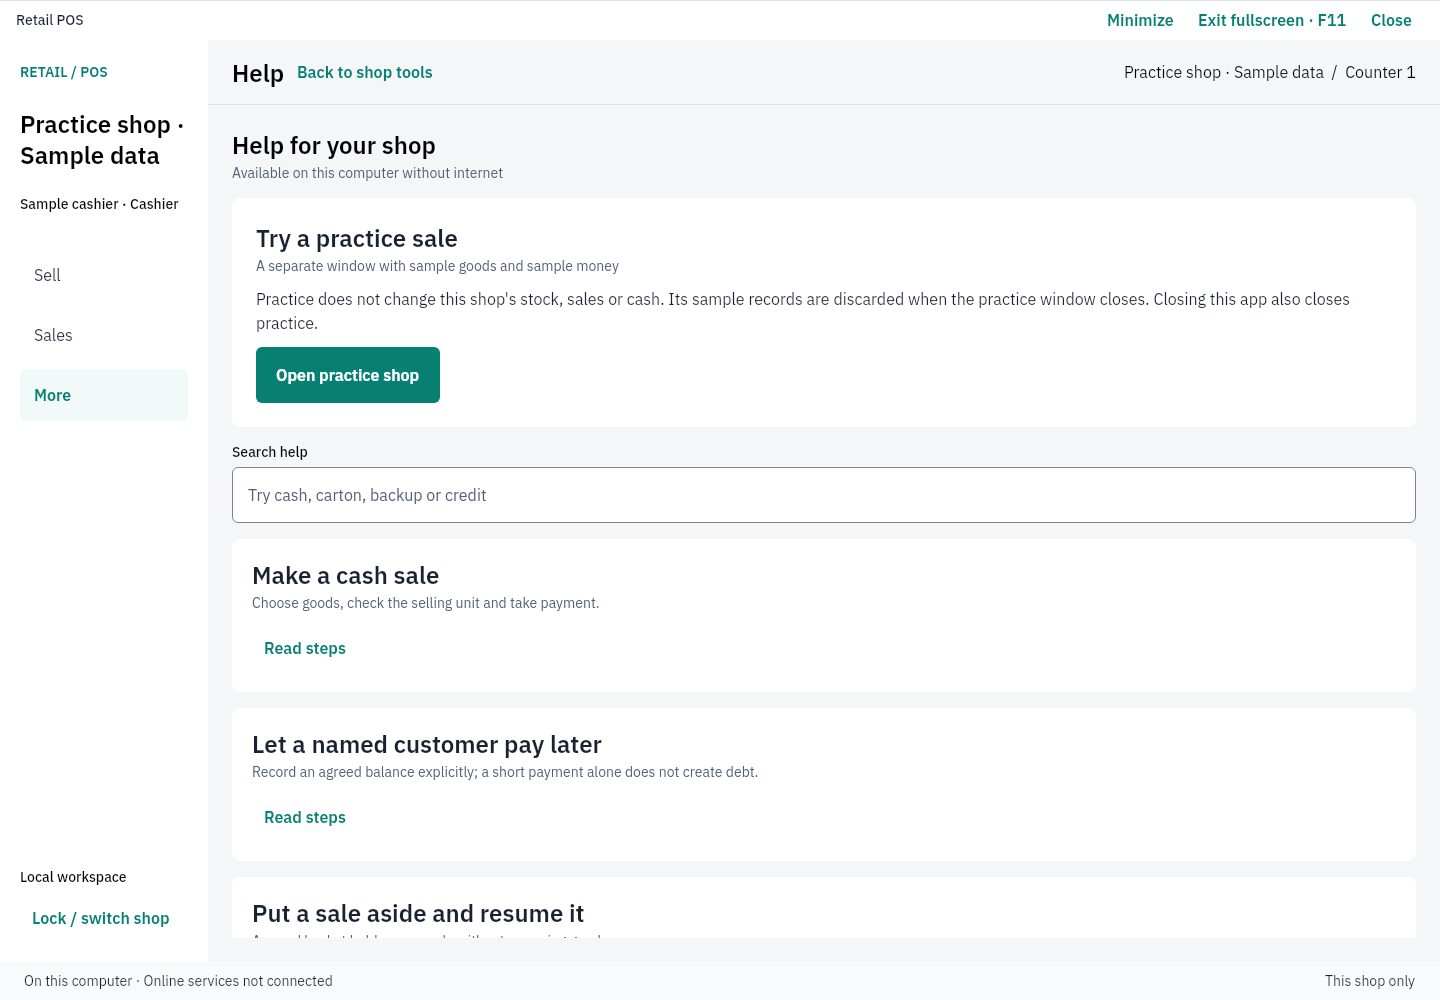 Retail POS
Minimize
Exit fullscreen · F11
Close
RETAIL / POS
Practice shop ·
Sample data
Sample cashier · Cashier
Sell
Sales
More
Local workspace
Lock / switch shop
Help
Back to shop tools
Practice shop · Sample data / Counter 1
Help for your shop
Available on this computer without internet
Try a practice sale
A separate window with sample goods and sample money
Practice does not change this shop's stock, sales or cash. Its sample records are discarded when the practice window closes. Closing this app also closes
practice.
Open practice shop
Search help
Try cash, carton, backup or credit
Make a cash sale
Choose goods, check the selling unit and take payment.
Read steps
Let a named customer pay later
Record an agreed balance explicitly; a short payment alone does not create debt.
Read steps
Put a sale aside and resume it
On this computer · Online services not connected
This shop only